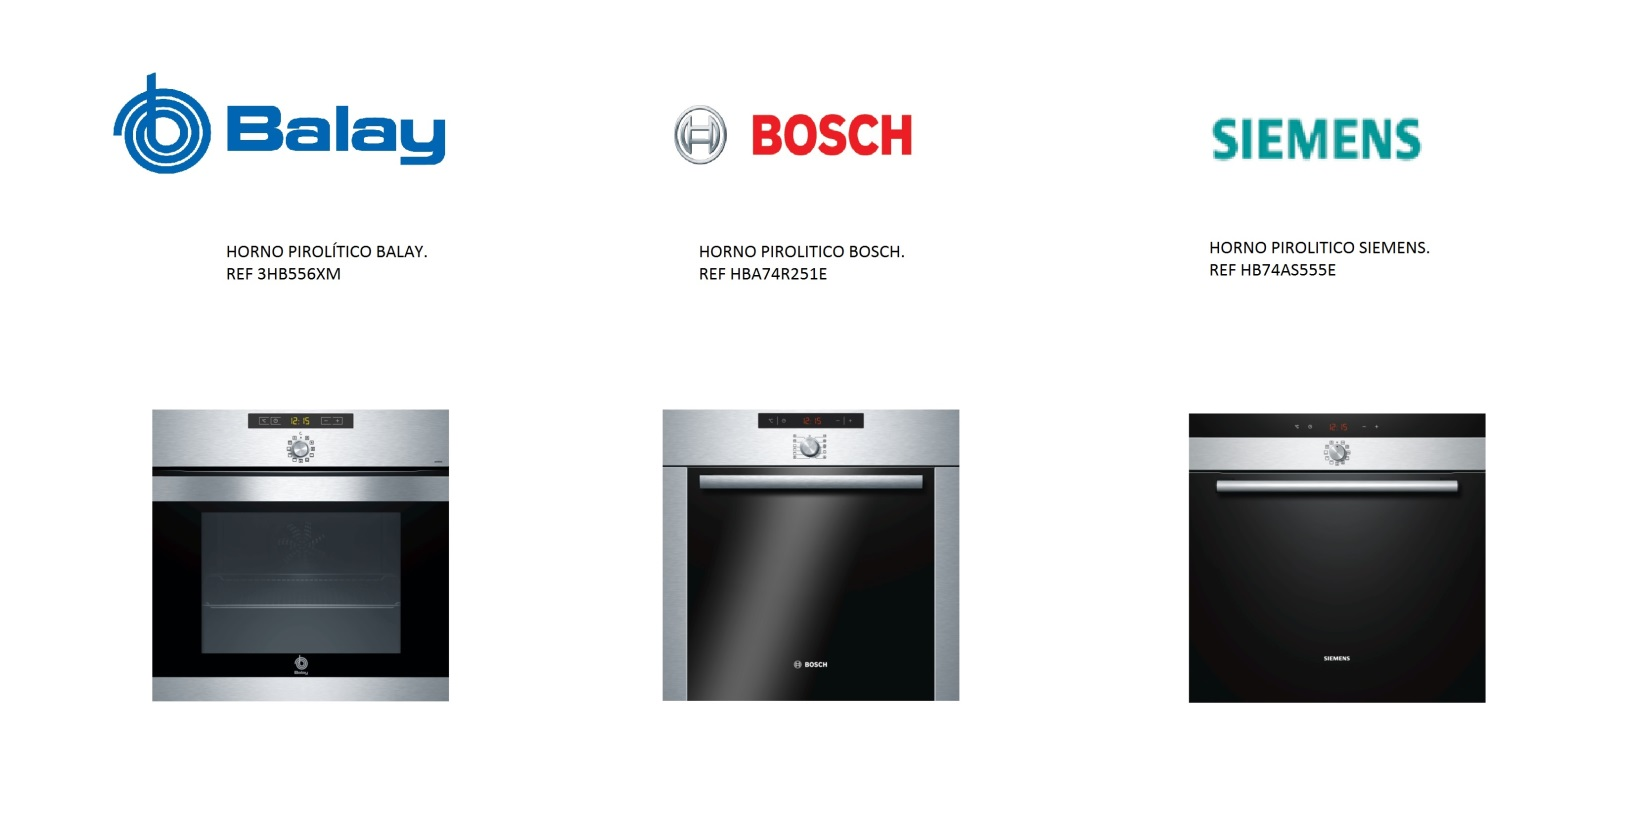 Balay
BOSCH
SIEMENS
HORNO PIROLÍTICO BALAY.
REF 3HB556XM
HORNO PIROLITICO BOSCH.
REF HBA74R251E
HORNO PIROLITICO SIEMENS.
REF HB74AS555E
12:15
12:15
12:15
Balay
BOSCH
SIEMENS